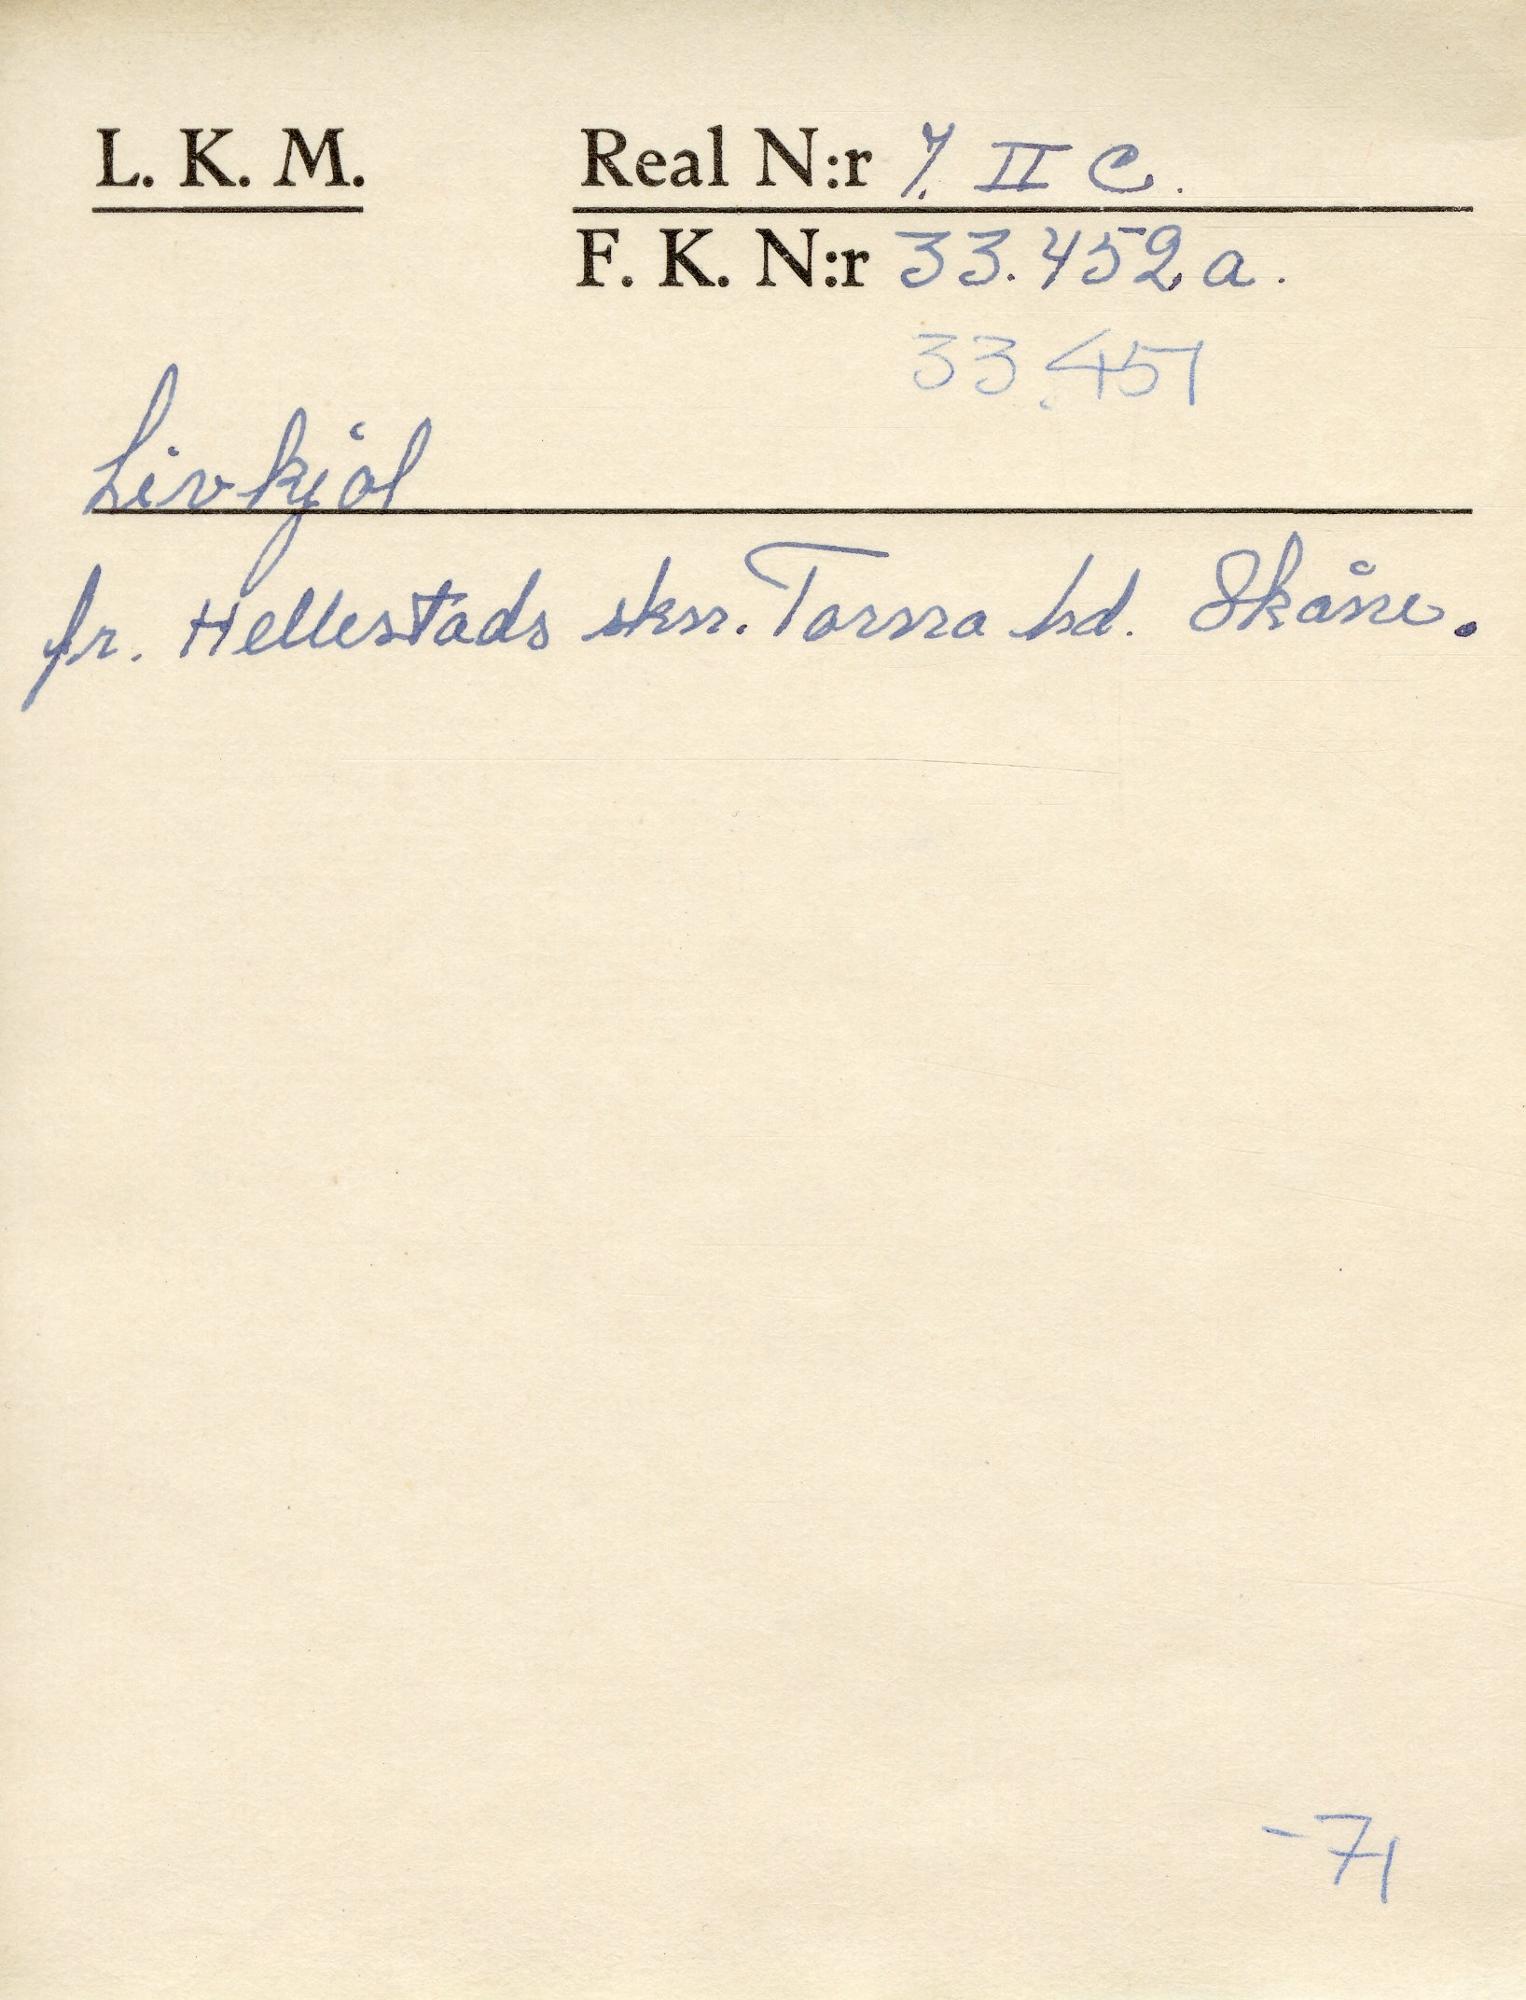 L. K. M.
Real N:r 7. II C.
F. K. N:r 33.452 a.
33.451
Livkjol
fr. Hellestads skn. Torna hd. Skåne.
-71